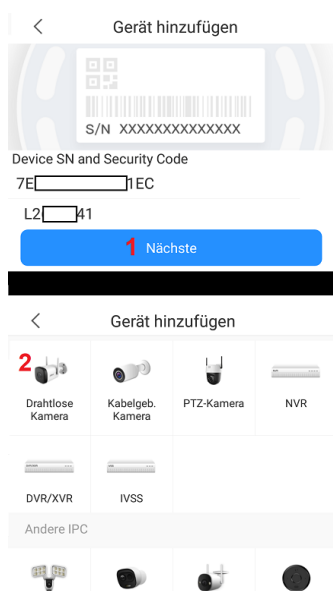 Gerät hinzufügen
S/N XXXXXXXXXXXXXX
Device SN and Security Code
7E 1EC
L2 41
1 Nächste
Gerät hinzufügen
2
Drahtlose Kamera
Kabelgeb. Kamera
PTZ-Kamera
NVR
DVR/XVR
IVSS
Andere IPC